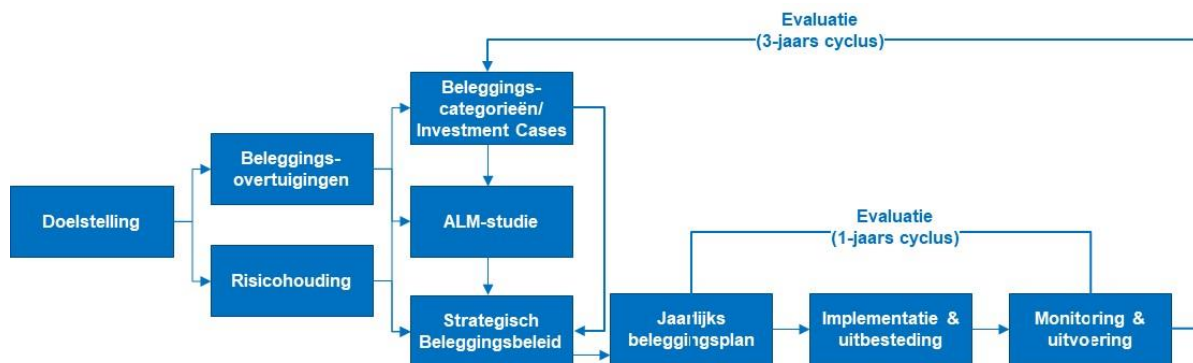 Evaluatie
(3-jaars cyclus)
Beleggings-
categorieën/
Investment Cases
Beleggings-
overtuigingen
Doelstelling
ALM-studie
Risicohouding
Strategisch
Beleggingsbeleid
Evaluatie
(1-jaars cyclus)
Jaarlijks
beleggingsplan
Implementatie &
uitbesteding
Monitoring &
uitvoering